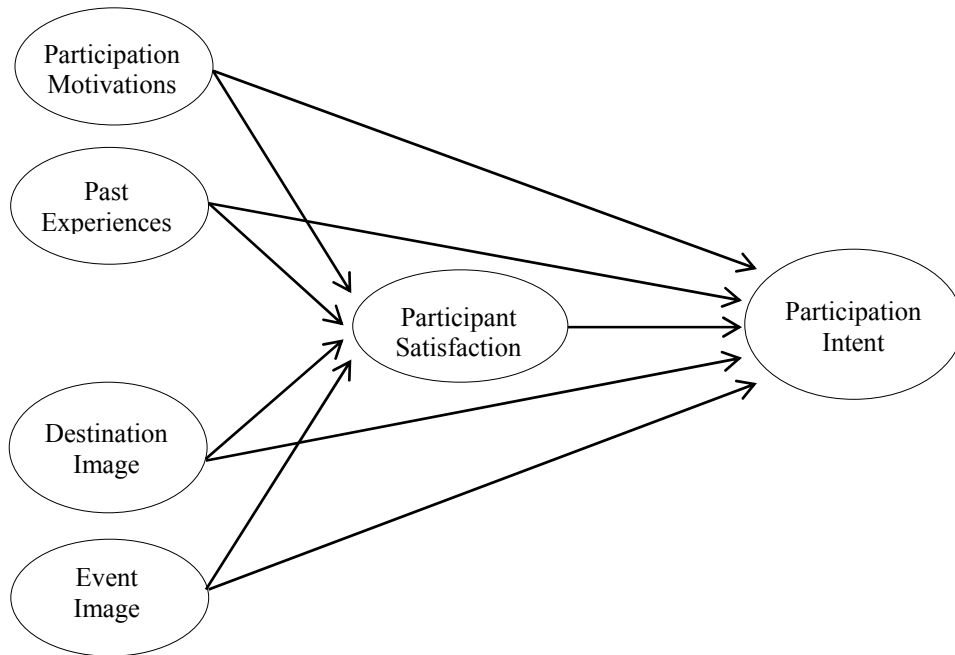 Participation
Motivations
Past
Experiences
Participant
Satisfaction
Participation
Intent
Destination
Image
Event
Image